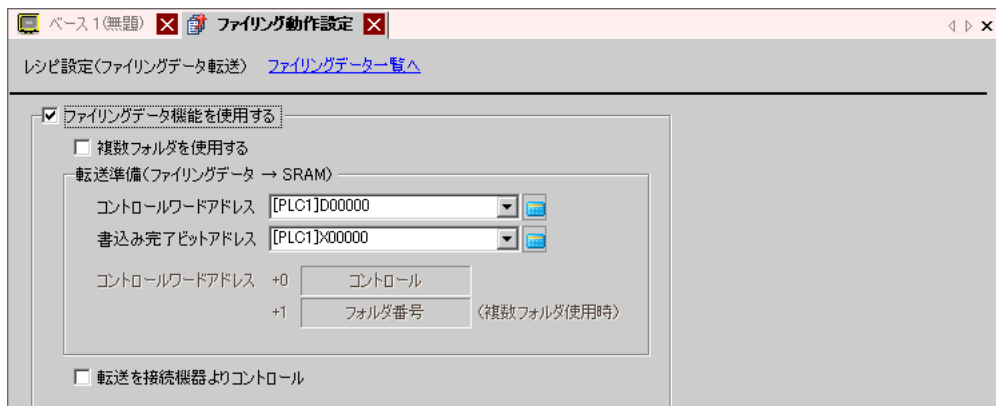 ベース 1(無題) ファイリング動作設定
レシピ設定(ファイリングデータ転送) ファイリングデータ一覧へ
ファイリングデータ機能を使用する
複数フォルダを使用する
転送準備(ファイリングデータ → SRAM)
コントロールワードアドレス [PLC1]D00000
書込み完了ビットアドレス [PLC1]X00000
コントロールワードアドレス +0 コントロール
+1 フォルダ番号 (複数フォルダ使用時)
転送を接続機器よりコントロール